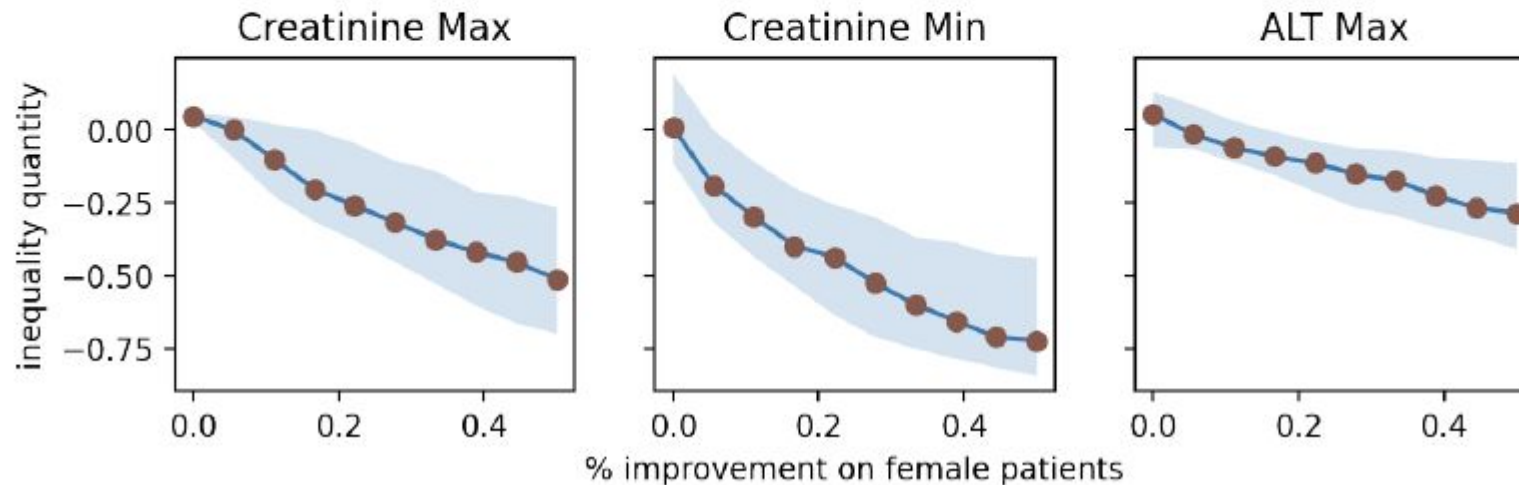 Creatinine Max Creatinine Min ALT Max
inequality quantity
0.00
−0.25
−0.50
−0.75
0.0 0.2 0.4 0.0 0.2 0.4 0.0 0.2 0.4
% improvement on female patients